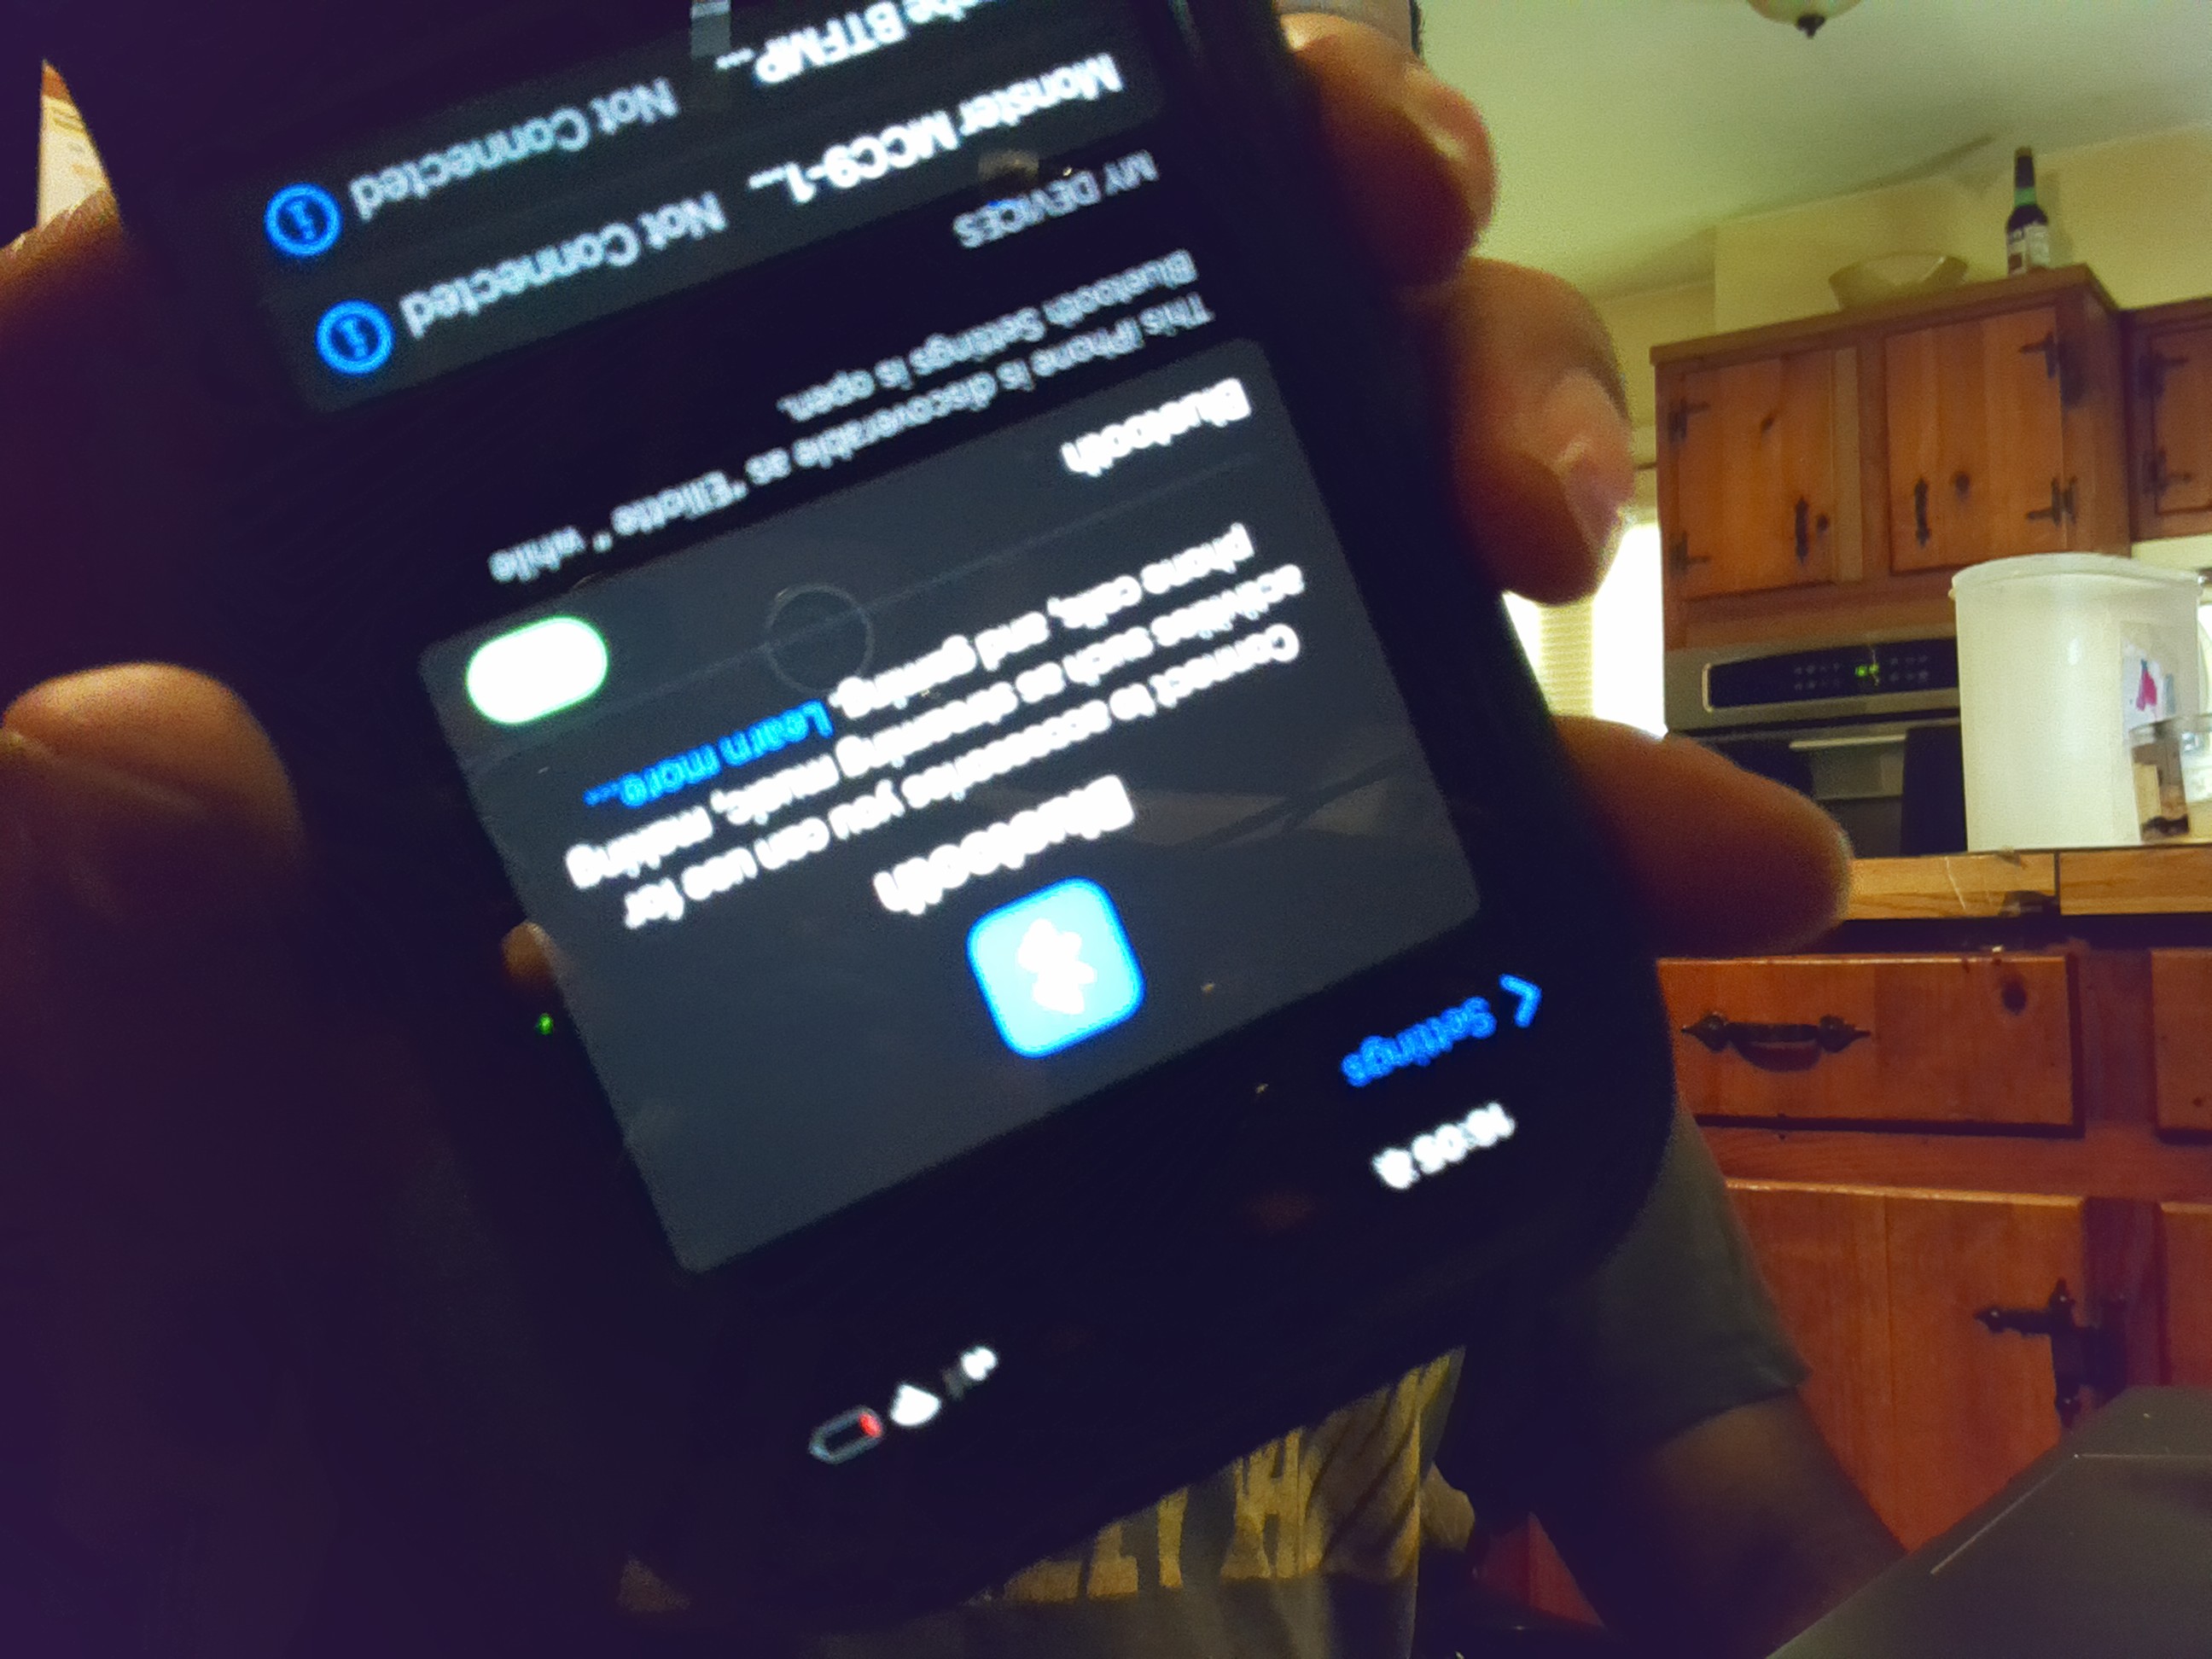 Settings
Bluetooth
Connect to accessories you can use for
activities such as streaming music, making
phone calls, and gaming. Learn more...
Bluetooth
This iPhone is discoverable as "Elliottie" while
Bluetooth Settings is open.
MY DEVICES
Monster MCC9-1... Not Connected
BTFMP... Not Connected